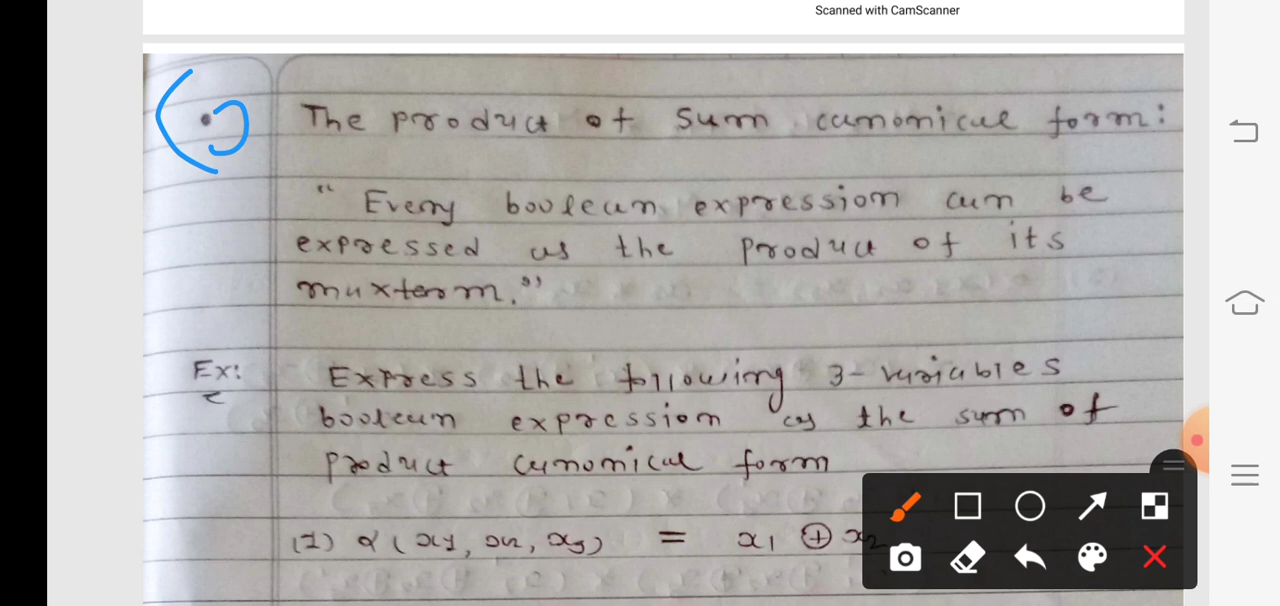 Scanned with CamScanner
The product of sum canonical form:
" Every boolean expression can be
expressed as the product of its
maxterm."
Ex:
Express the following 3-variables
boolean expression as the sum of
product canonical form
(1) α (x1, x2, x3) = x1 ⊕ x2